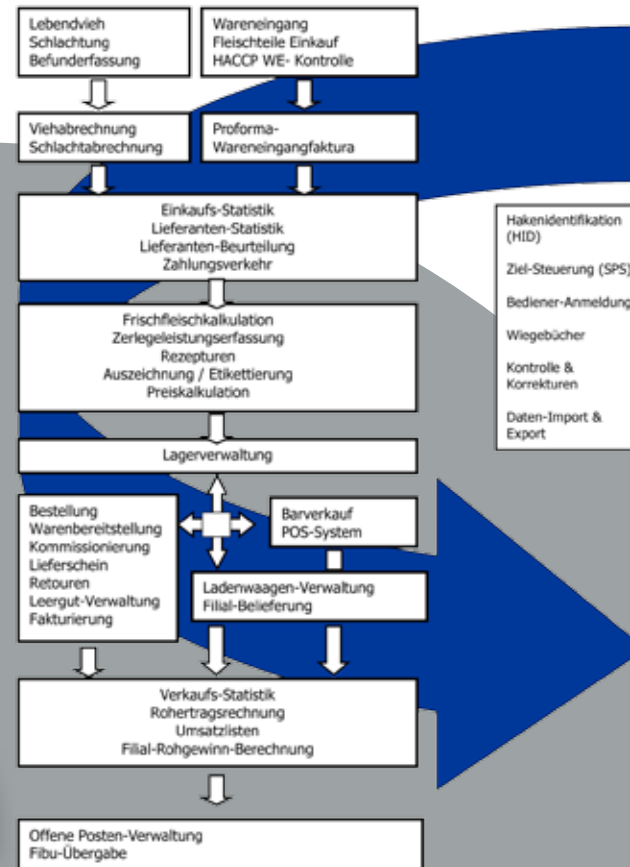 Lebendvieh
Schlachtung
Befunderfassung
Wareneingang
Fleischteile Einkauf
HACCP WE- Kontrolle
Viehabrechnung
Schlachtabrechnung
Proforma-
Wareneingangfaktura
Einkaufs-Statistik
Lieferanten-Statistik
Lieferanten-Beurteilung
Zahlungsverkehr
Hakenidentifikation
(HID)
Ziel-Steuerung (SPS)
Bediener-Anmeldung
Wiegebücher
Kontrolle &
Korrekturen
Daten-Import &
Export
Frischfleischkalkulation
Zerlegeleistungserfassung
Rezepturen
Auszeichnung / Etikettierung
Preiskalkulation
Lagerverwaltung
Bestellung
Warenbereitstellung
Kommissionierung
Lieferschein
Retouren
Leergut-Verwaltung
Fakturierung
Barverkauf
POS-System
Ladenwaagen-Verwaltung
Filial-Belieferung
Verkaufs-Statistik
Rohertragsrechnung
Umsatzlisten
Filial-Rohgewinn-Berechnung
Offene Posten-Verwaltung
Fibu-Übergabe